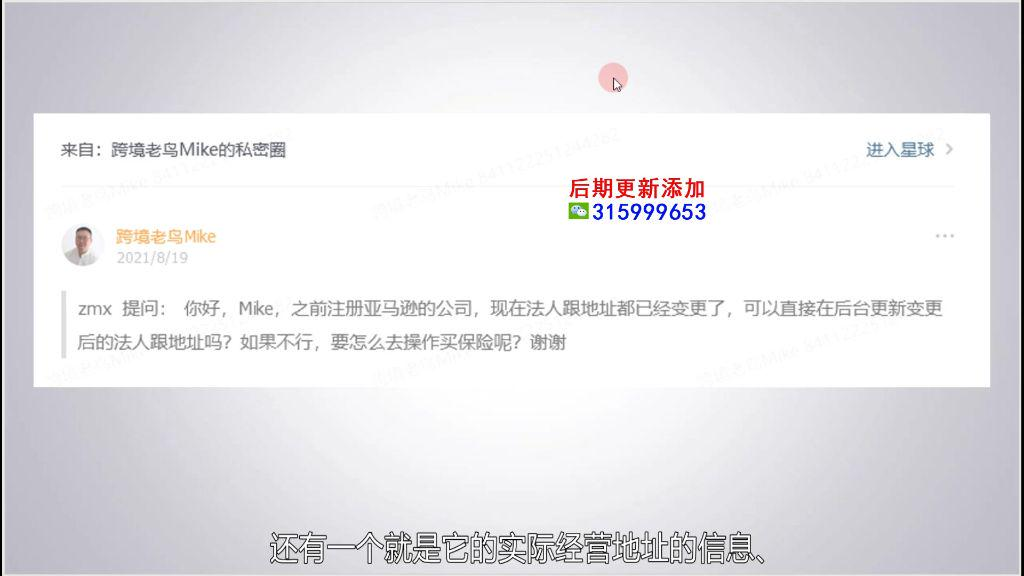 来自：跨境老鸟Mike的私密圈
进入星球
后期更新添加
315999653
跨境老鸟Mike
2021/8/19
zmx 提问： 你好，Mike，之前注册亚马逊的公司，现在法人跟地址都已经变更了，可以直接在后台更新变更
后的法人跟地址吗？如果不行，要怎么去操作买保险呢？谢谢
还有一个就是它的实际经营地址的信息、